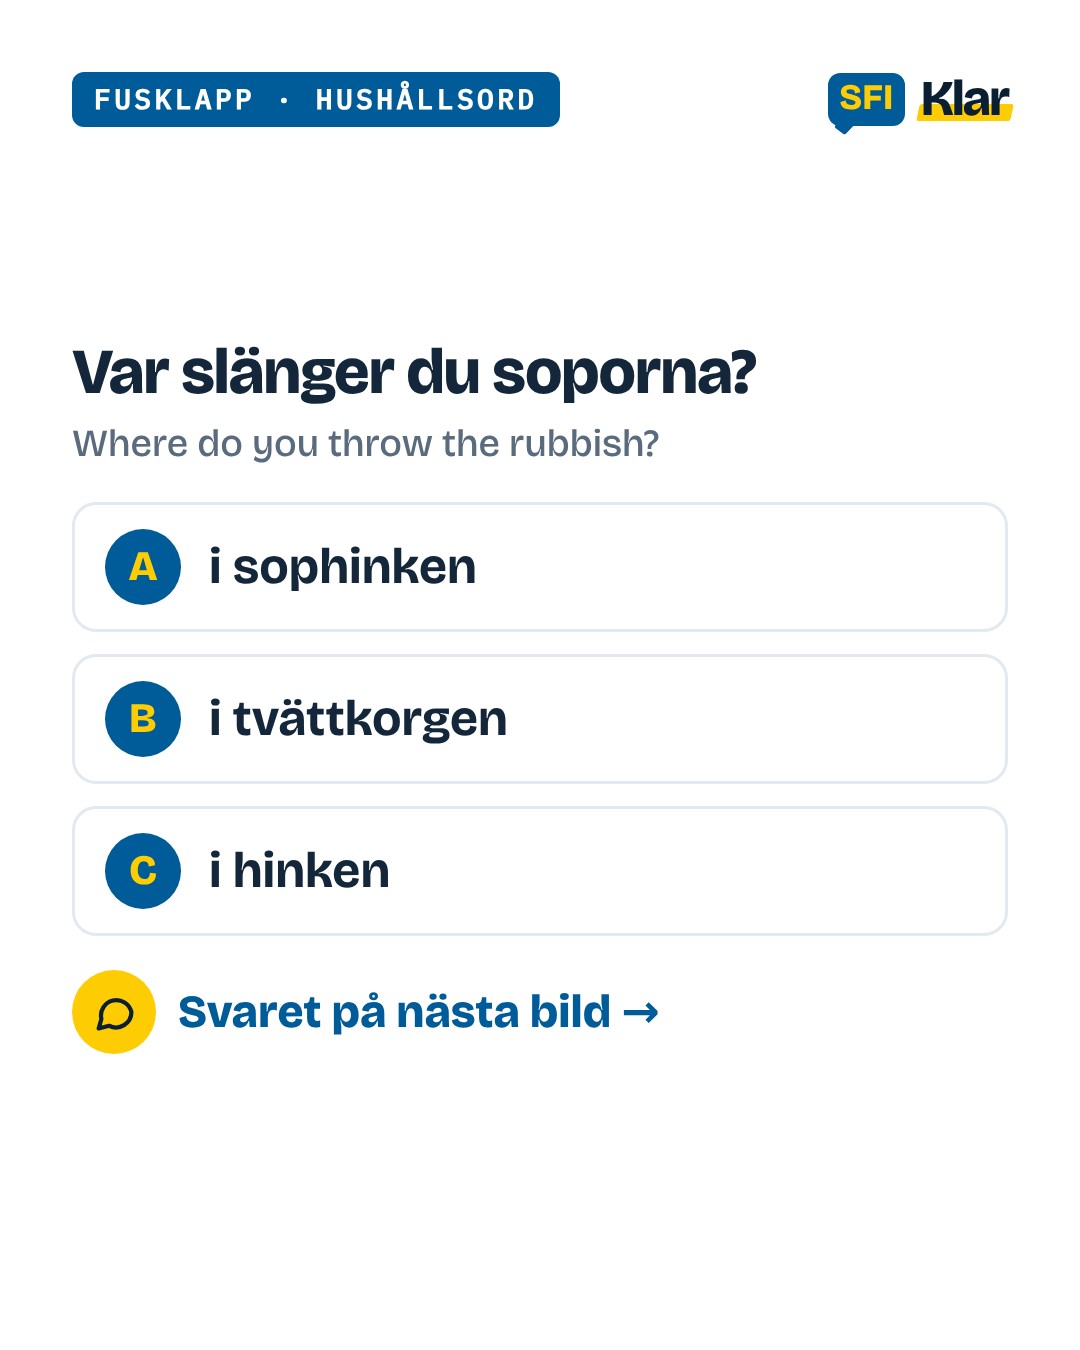 FUSKLAPP · HUSHÅLLSORD
SFI Klar
Var slänger du soporna?
Where do you throw the rubbish?
A i sophinken
B i tvättkorgen
C i hinken
Svaret på nästa bild →